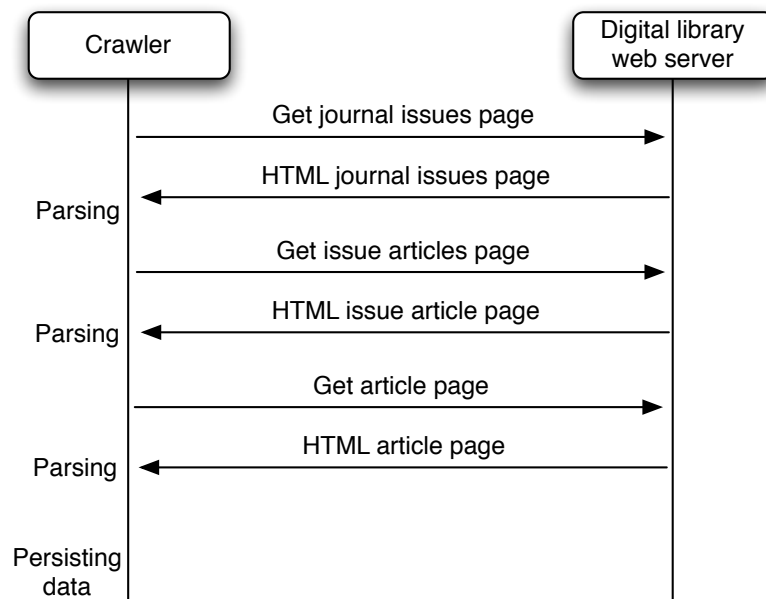 Crawler
Digital library
web server
Get journal issues page
HTML journal issues page
Parsing
Get issue articles page
HTML issue article page
Parsing
Get article page
HTML article page
Parsing
Persisting
data